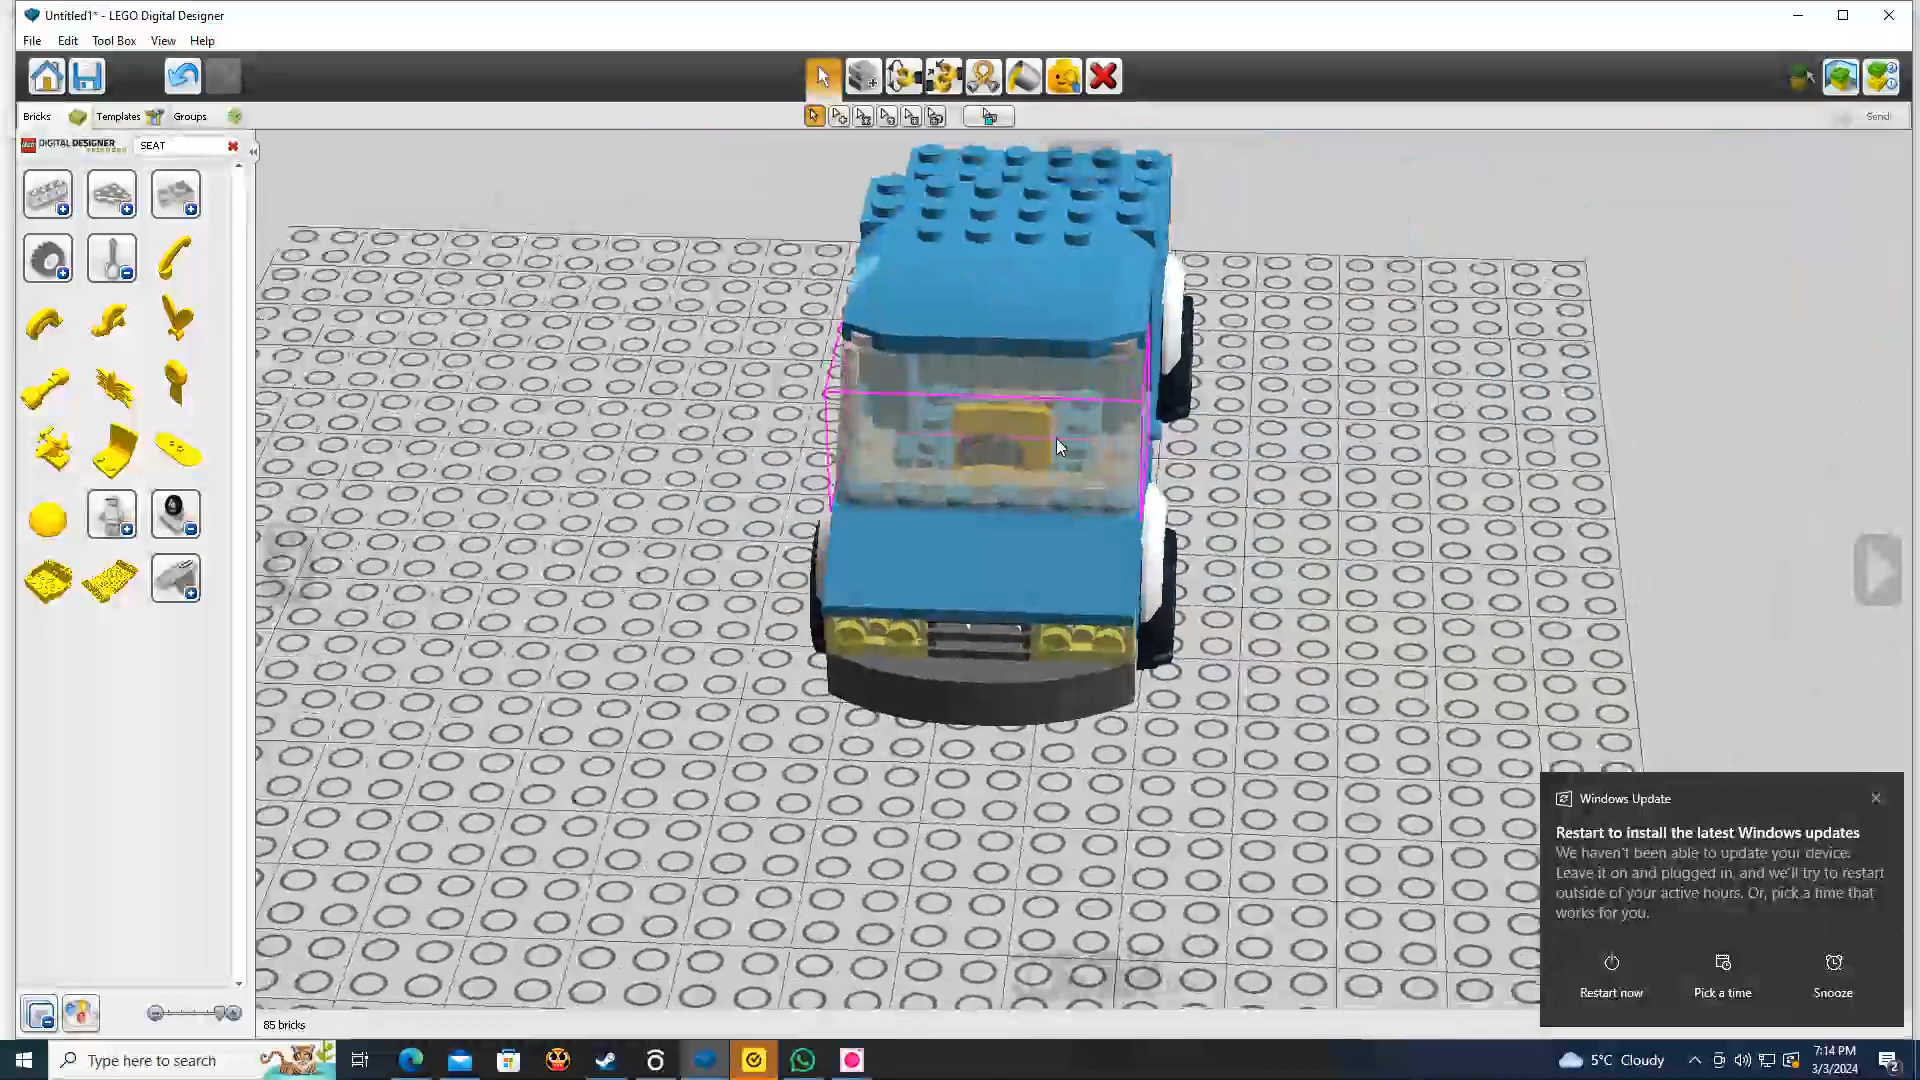 Untitled1* - LEGO Digital Designer
File Edit Tool Box View Help
Bricks Templates Groups
Send
DIGITAL DESIGNER
extended
SEAT
85 bricks
Windows Update
Restart to install the latest Windows updates
We haven't been able to update your device.
Leave it on and plugged in, and we'll try to restart
outside of your active hours. Or, pick a time that
works for you.
Restart now Pick a time Snooze
Type here to search
5°C Cloudy
7:14 PM
3/3/2024
2